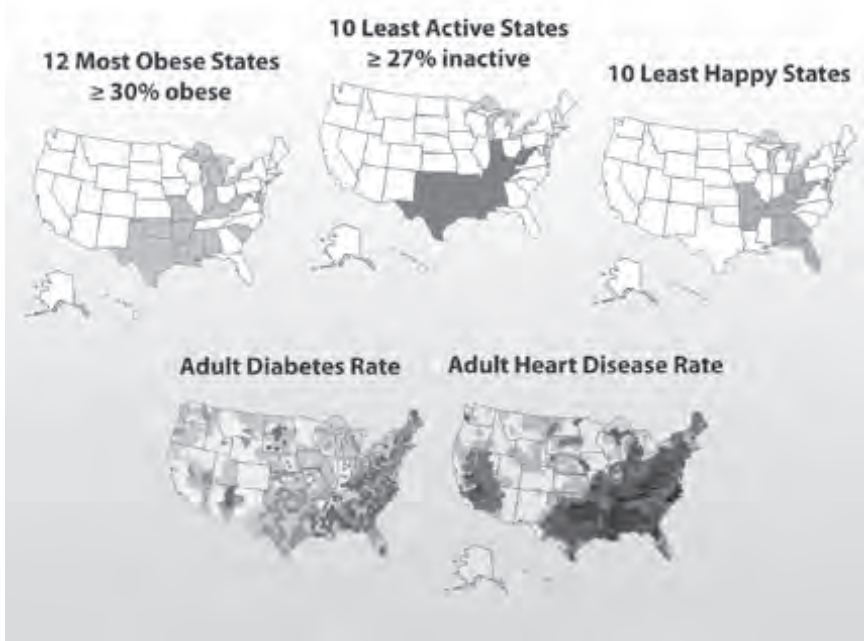 12 Most Obese States
≥ 30% obese
10 Least Active States
≥ 27% inactive
10 Least Happy States
Adult Diabetes Rate
Adult Heart Disease Rate